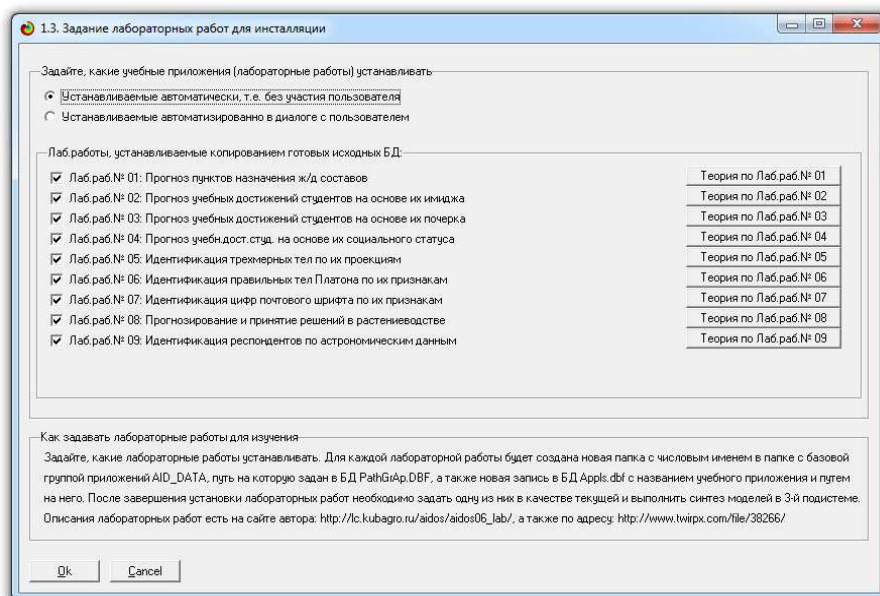 1.3. Задание лабораторных работ для инсталляции
Задайте, какие учебные приложения (лабораторные работы) устанавливать
Устанавливаемые автоматически, т.е. без участия пользователя
Устанавливаемые автоматизированно в диалоге с пользователем
Лаб.работы, устанавливаемые копированием готовых исходных БД:
Лаб.раб.№ 01: Прогноз пунктов назначения ж/д составов Теория по Лаб.раб.№ 01
Лаб.раб.№ 02: Прогноз учебных достижений студентов на основе их имиджа Теория по Лаб.раб.№ 02
Лаб.раб.№ 03: Прогноз учебных достижений студентов на основе их почерка Теория по Лаб.раб.№ 03
Лаб.раб.№ 04: Прогноз учебн.дост.студ. на основе их социального статуса Теория по Лаб.раб.№ 04
Лаб.раб.№ 05: Идентификация трехмерных тел по их проекциям Теория по Лаб.раб.№ 05
Лаб.раб.№ 06: Идентификация правильных тел Платона по их признакам Теория по Лаб.раб.№ 06
Лаб.раб.№ 07: Идентификация цифр почтового шрифта по их признакам Теория по Лаб.раб.№ 07
Лаб.раб.№ 08: Прогнозирование и принятие решений в растениеводстве Теория по Лаб.раб.№ 08
Лаб.раб.№ 09: Идентификация респондентов по астрономическим данным Теория по Лаб.раб.№ 09
Как задавать лабораторные работы для изучения
Задайте, какие лабораторные работы устанавливать. Для каждой лабораторной работы будет создана новая папка с числовым именем в папке с базовой
группой приложений AID_DATA, путь на которую задан в БД PathGrAp.DBF, а также новая запись в БД Appls.dbf с названием учебного приложения и путем
на него. После завершения установки лабораторных работ необходимо задать одну из них в качестве текущей и выполнить синтез моделей в 3-й подистеме.
Описания лабораторных работ есть на сайте автора: http://lc.kubagro.ru/aidos/aidos06_lab/, а также по адресу: http://www.twirpx.com/file/38266/
Ok Cancel